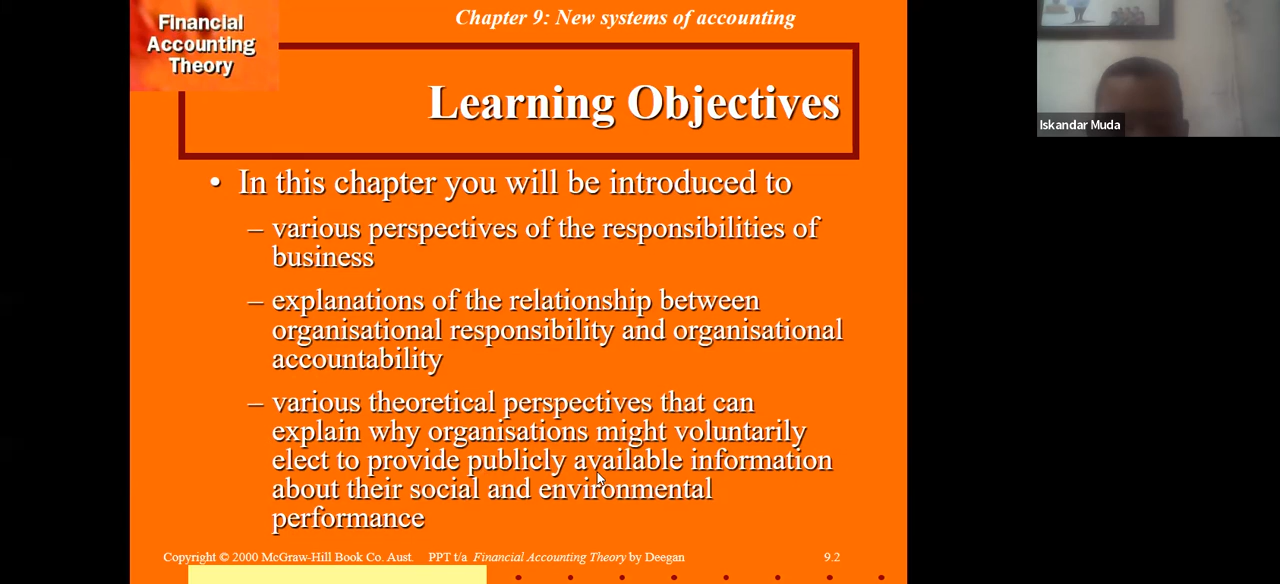 Financial
Accounting
Theory
Chapter 9: New systems of accounting
Learning Objectives
• In this chapter you will be introduced to
– various perspectives of the responsibilities of
business
– explanations of the relationship between
organisational responsibility and organisational
accountability
– various theoretical perspectives that can
explain why organisations might voluntarily
elect to provide publicly available information
about their social and environmental
performance
Copyright © 2000 McGraw-Hill Book Co. Aust. PPT t/a Financial Accounting Theory by Deegan 9.2
Iskandar Muda